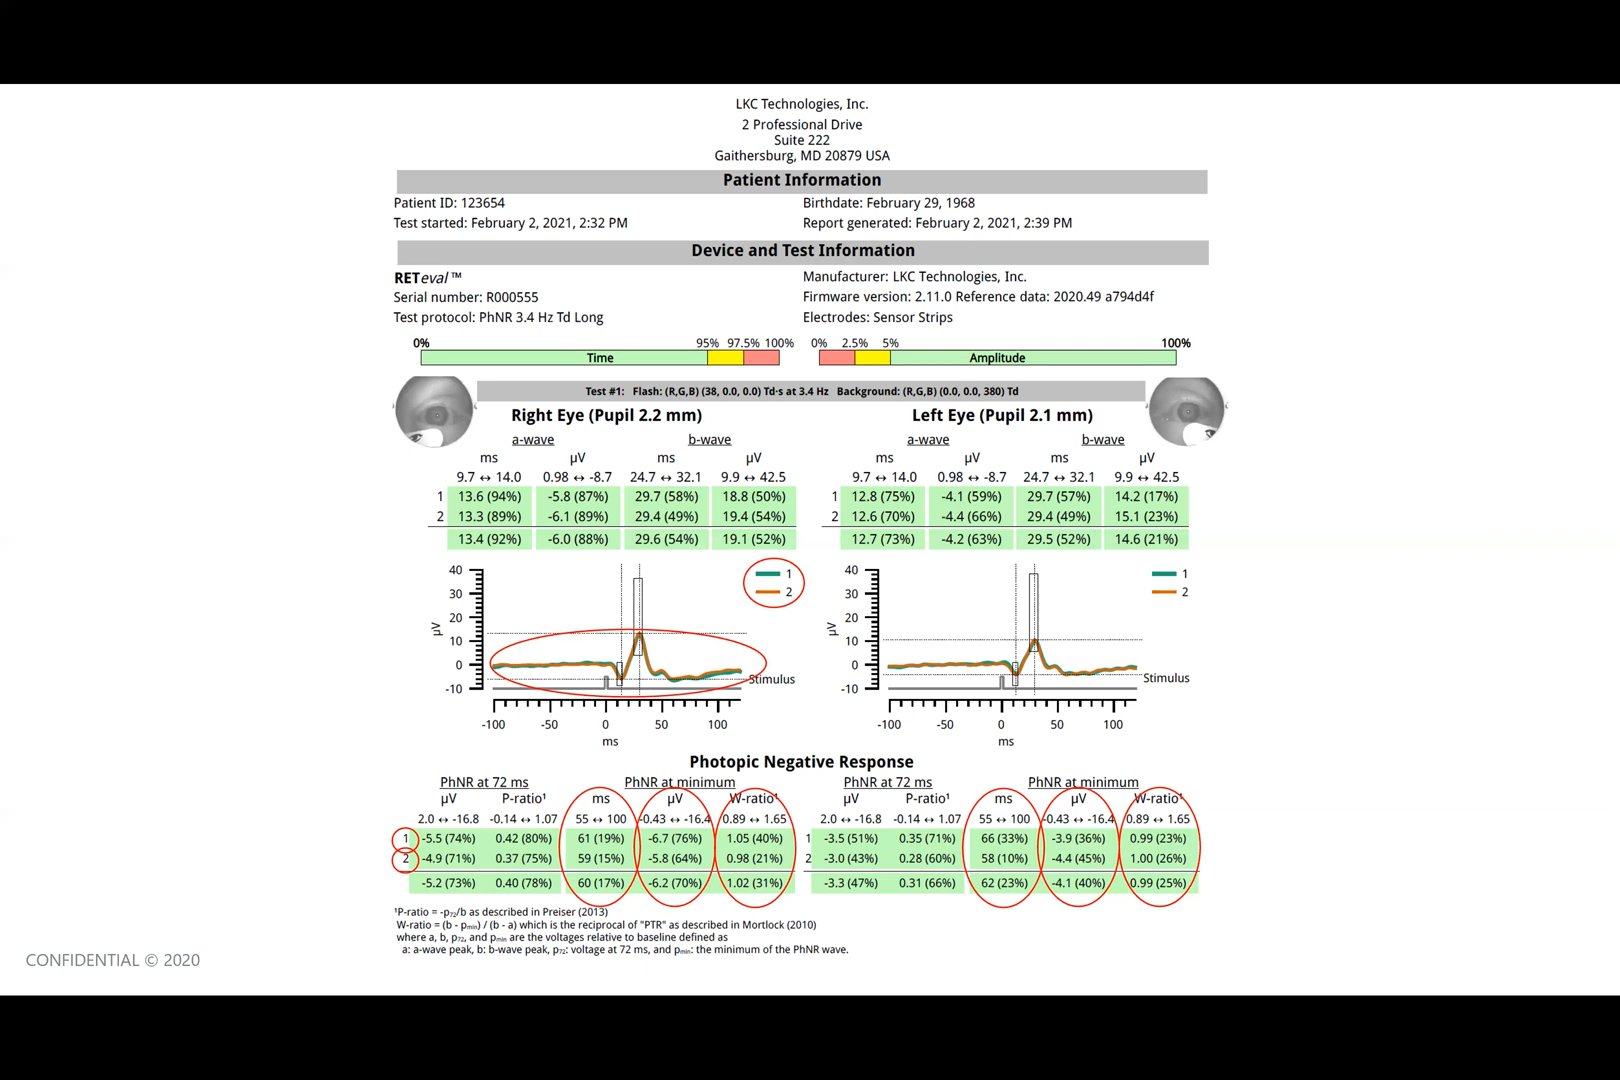 LKC Technologies, Inc.
2 Professional Drive
Suite 222
Gaithersburg, MD 20879 USA
Patient Information
Patient ID: 123654 Birthdate: February 29, 1968
Test started: February 2, 2021, 2:32 PM Report generated: February 2, 2021, 2:39 PM
Device and Test Information
RETeval ™ Manufacturer: LKC Technologies, Inc.
Serial number: R000555 Firmware version: 2.11.0 Reference data: 2020.49 a794d4f
Test protocol: PhNR 3.4 Hz Td Long Electrodes: Sensor Strips
0% 95% 97.5% 100% 0% 2.5% 5% 100%
Time Amplitude
Test #1: Flash: (R,G,B) (38, 0.0, 0.0) Td·s at 3.4 Hz Background: (R,G,B) (0.0, 0.0, 380) Td
Right Eye (Pupil 2.2 mm) Left Eye (Pupil 2.1 mm)
a-wave b-wave a-wave b-wave
ms µV ms µV ms µV ms µV
9.7 ↔ 14.0 0.98 ↔ -8.7 24.7 ↔ 32.1 9.9 ↔ 42.5 9.7 ↔ 14.0 0.98 ↔ -8.7 24.7 ↔ 32.1 9.9 ↔ 42.5
1 13.6 (94%) -5.8 (87%) 29.7 (58%) 18.8 (50%) 1 12.8 (75%) -4.1 (59%) 29.7 (57%) 14.2 (17%)
2 13.3 (89%) -6.1 (89%) 29.4 (49%) 19.4 (54%) 2 12.6 (70%) -4.4 (66%) 29.4 (49%) 15.1 (23%)
13.4 (92%) -6.0 (88%) 29.6 (54%) 19.1 (52%) 12.7 (73%) -4.2 (63%) 29.5 (52%) 14.6 (21%)
40 1 40 1
30 2 30 2
20 20
µV 10 µV 10
0 0
-10 Stimulus -10 Stimulus
-100 -50 0 50 100 -100 -50 0 50 100
ms ms
Photopic Negative Response
PhNR at 72 ms PhNR at minimum PhNR at 72 ms PhNR at minimum
µV P-ratio¹ ms µV W-ratio¹ µV P-ratio¹ ms µV W-ratio¹
2.0 ↔ -16.8 -0.14 ↔ 1.07 55 ↔ 100 -0.43 ↔ -16.4 0.89 ↔ 1.65 2.0 ↔ -16.8 -0.14 ↔ 1.07 55 ↔ 100 -0.43 ↔ -16.4 0.89 ↔ 1.65
1 -5.5 (74%) 0.42 (80%) 61 (19%) -6.7 (76%) 1.05 (40%) 1 -3.5 (51%) 0.35 (71%) 66 (33%) -3.9 (36%) 0.99 (23%)
2 -4.9 (71%) 0.37 (75%) 59 (15%) -5.8 (64%) 0.98 (21%) 2 -3.0 (43%) 0.28 (60%) 58 (10%) -4.4 (45%) 1.00 (26%)
-5.2 (73%) 0.40 (78%) 60 (17%) -6.2 (70%) 1.02 (31%) -3.3 (47%) 0.31 (66%) 62 (23%) -4.1 (40%) 0.99 (25%)
¹P-ratio = -p₇₂/b as described in Preiser (2013)
W-ratio = (b - pmin) / (b - a) which is the reciprocal of "PTR" as described in Mortlock (2010)
where a, b, p₇₂, and pmin are the voltages relative to baseline defined as
a: a-wave peak, b: b-wave peak, p₇₂: voltage at 72 ms, and pmin: the minimum of the PhNR wave.
CONFIDENTIAL © 2020